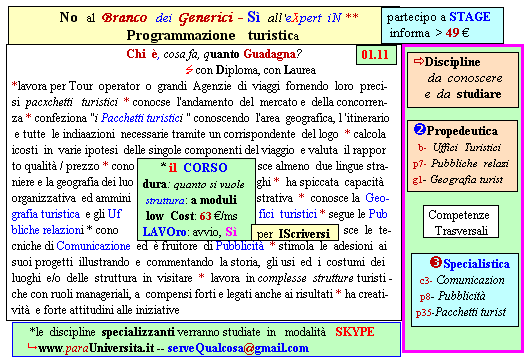 No al Branco dei Generici - Sì all'eXpert iN **
Programmazione turistica
partecipo a STAGE
informa > 49 €
Chi è, cosa fa, quanto Guadagna?
01.11
con Diploma, con Laurea
*lavora per Tour operator o grandi Agenzie di viaggi fornendo loro preci-
si pacxchetti turistici * conocse l'andamento del mercato e della concorren-
za * confeziona "i Pacchetti turistici " conoscendo l'area geografica, l'itinerario
e tutte le indiaazioni necessarie tramite un corrispondente del logo * calcola
icosti in varie ipotesi delle singole componenti del viaggio e valuta il rappor
to qualità / prezzo * cono sce almeno due lingue stra-
niere e la geografia dei luo ghi * ha spiccata capacità
organizzativa ed ammini strativa * conosce la Geo-
grafia turistica e gli Uf fici turistici * segue le Pub
bliche relazioni * cono sce le te-
cniche di Comunicazione ed è fruitore di Pubblicità * stimola le adesioni ai
suoi progetti illustrando e commentando la storia, gli usi ed i costumi dei
luoghi e/o delle struttura in visitare * lavora in complesse strutture turisti-
che con ruoli manageriali, a compensi forti e legati anche ai risultati * ha creati-
vità e forte attitudini alle iniziative
* il CORSO
dura: quanto si vuole
struttura: a moduli
low Cost: 63 €/ms
LAVOro: avvio, Sì
per IScriversi
⇨Discipline
da conoscere
e da studiare
❷Propedeutica
b- Uffici Turistici
p7- Pubbliche relasi
g1- Geografia turist
Competenze
Trasversali
❸Specialistica
c3- Comunicazion
p8- Pubblicità
p35-Pacchetti turist
*le discipline specializzanti verranno studiate in modalità SKYPE
www.paraUniversita.it -- serveQualcosa@gmail.com